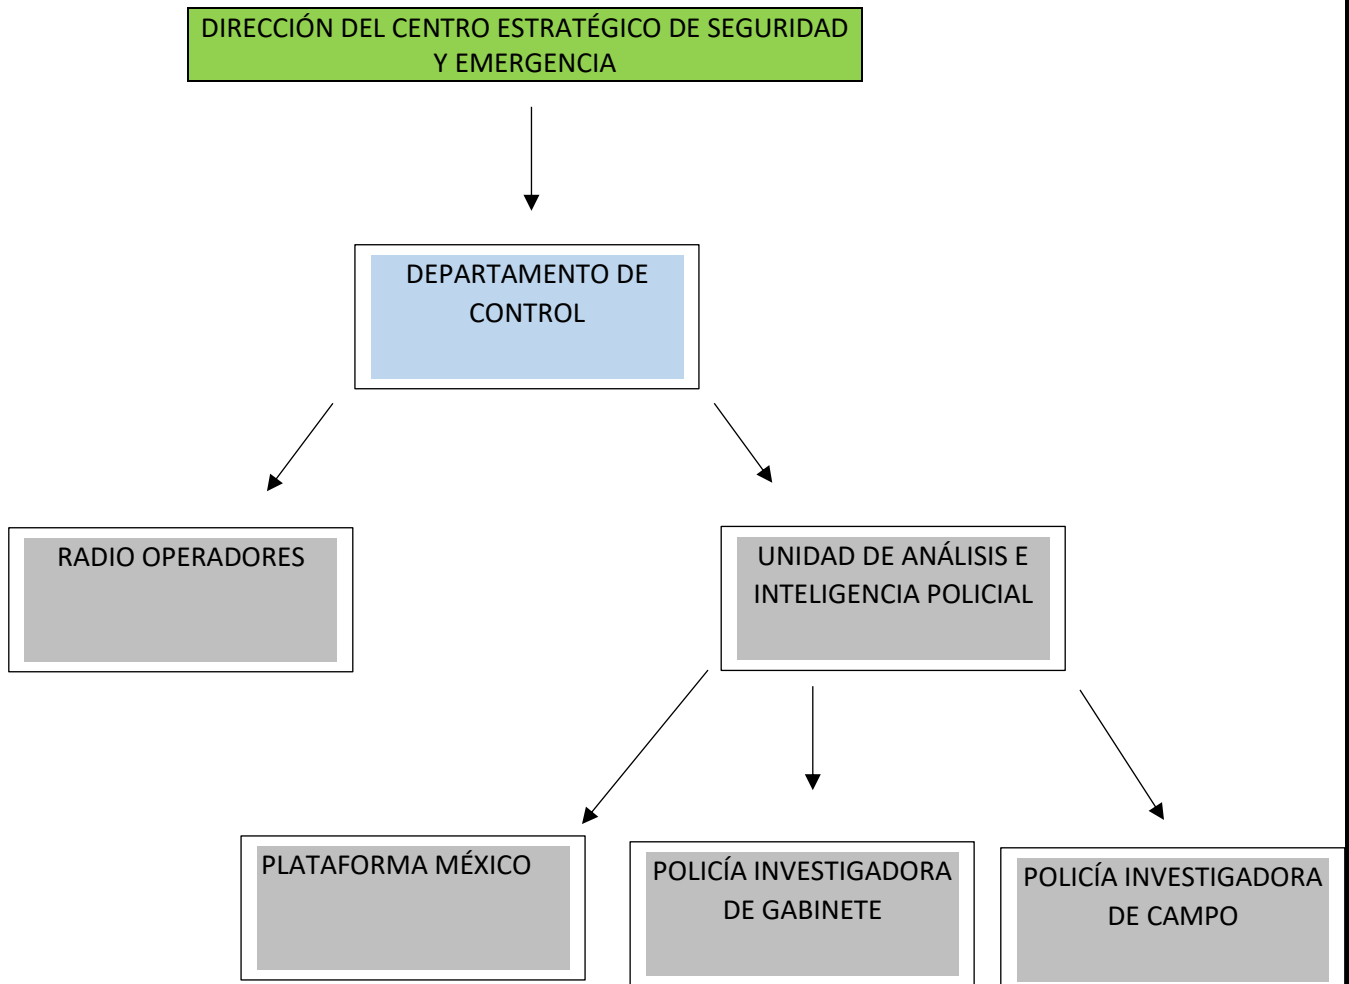 DIRECCIÓN DEL CENTRO ESTRATÉGICO DE SEGURIDAD
Y EMERGENCIA
DEPARTAMENTO DE
CONTROL
RADIO OPERADORES
UNIDAD DE ANÁLISIS E
INTELIGENCIA POLICIAL
PLATAFORMA MÉXICO
POLICÍA INVESTIGADORA
DE GABINETE
POLICÍA INVESTIGADORA
DE CAMPO